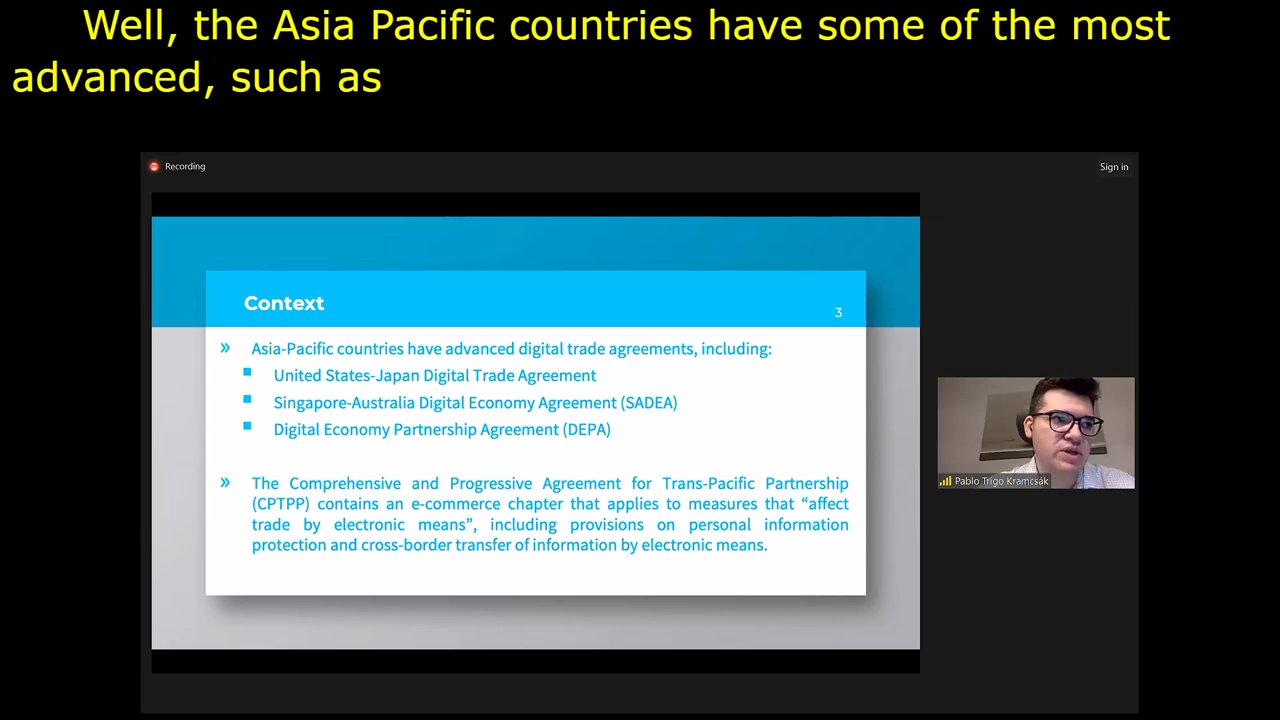 Well, the Asia Pacific countries have some of the most
advanced, such as
Recording
Sign in
Context
3
» Asia-Pacific countries have advanced digital trade agreements, including:
▪ United States-Japan Digital Trade Agreement
▪ Singapore-Australia Digital Economy Agreement (SADEA)
▪ Digital Economy Partnership Agreement (DEPA)
» The Comprehensive and Progressive Agreement for Trans-Pacific Partnership
(CPTPP) contains an e-commerce chapter that applies to measures that “affect
trade by electronic means”, including provisions on personal information
protection and cross-border transfer of information by electronic means.
Pablo Trigo Kramcsák